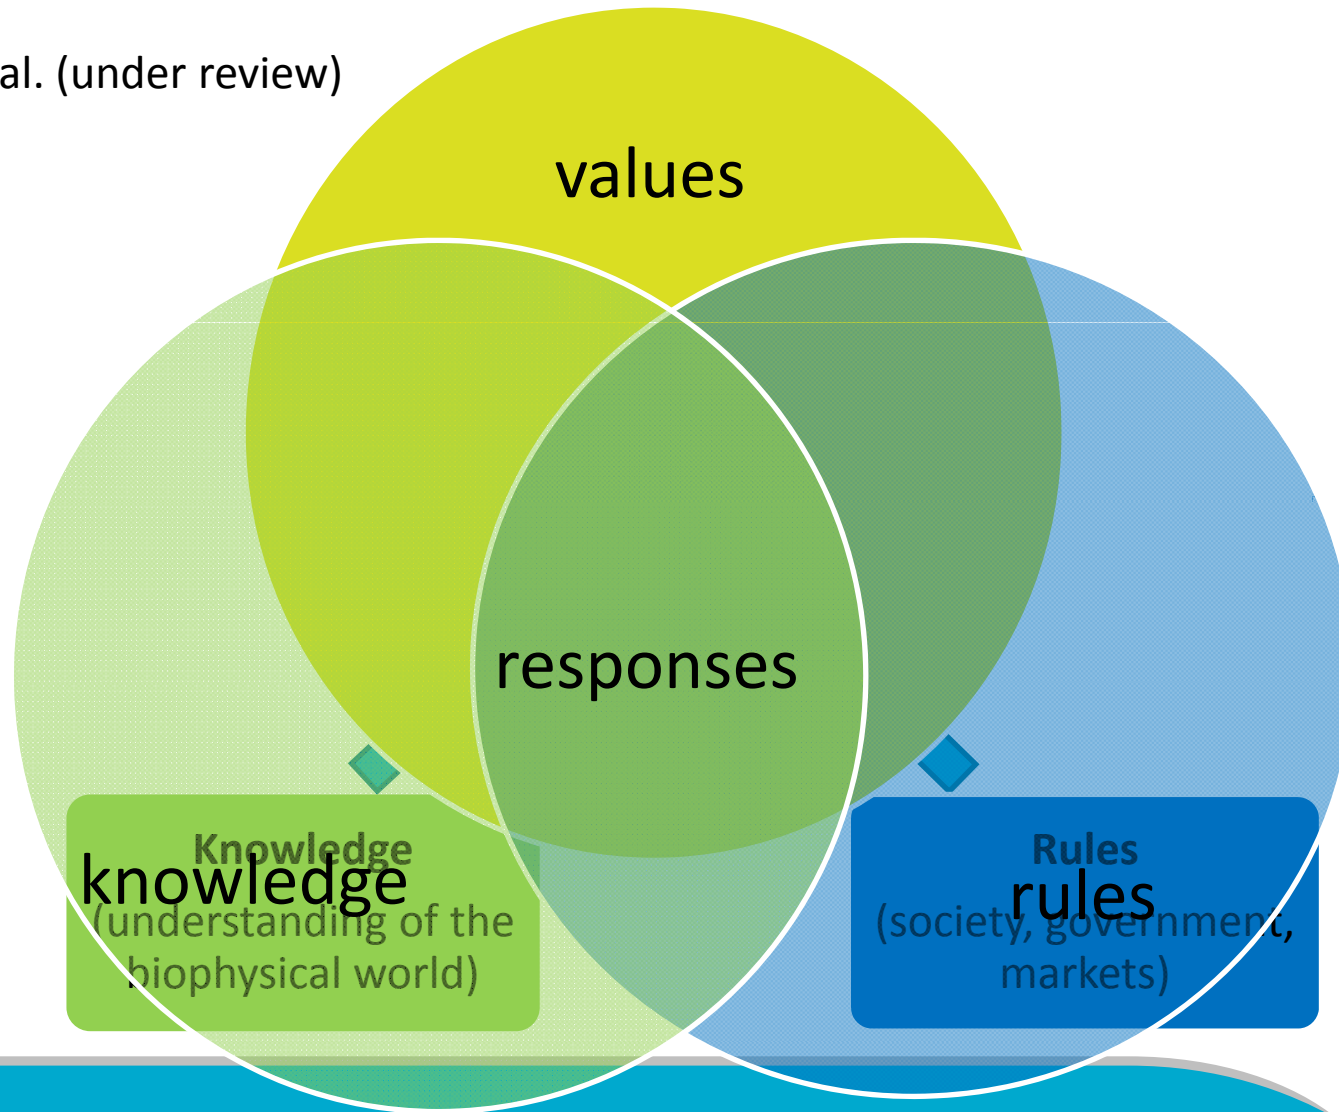 al. (under review)
values
responses
Knowledge
knowledge
(understanding of the
biophysical world)
Rules
rules
(society, government,
markets)